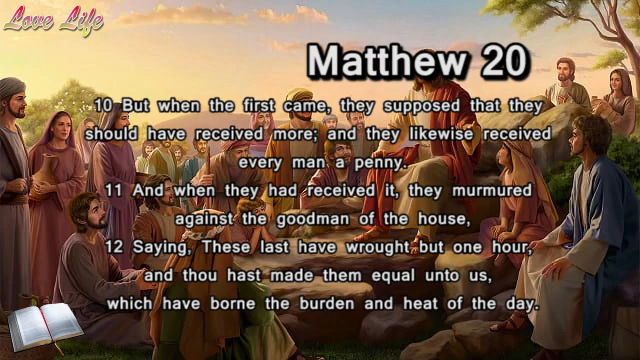 Love Life
Matthew 20
10 But when the first came, they supposed that they
should have received more; and they likewise received
every man a penny.
11 And when they had received it, they murmured
against the goodman of the house,
12 Saying, These last have wrought but one hour,
and thou hast made them equal unto us,
which have borne the burden and heat of the day.